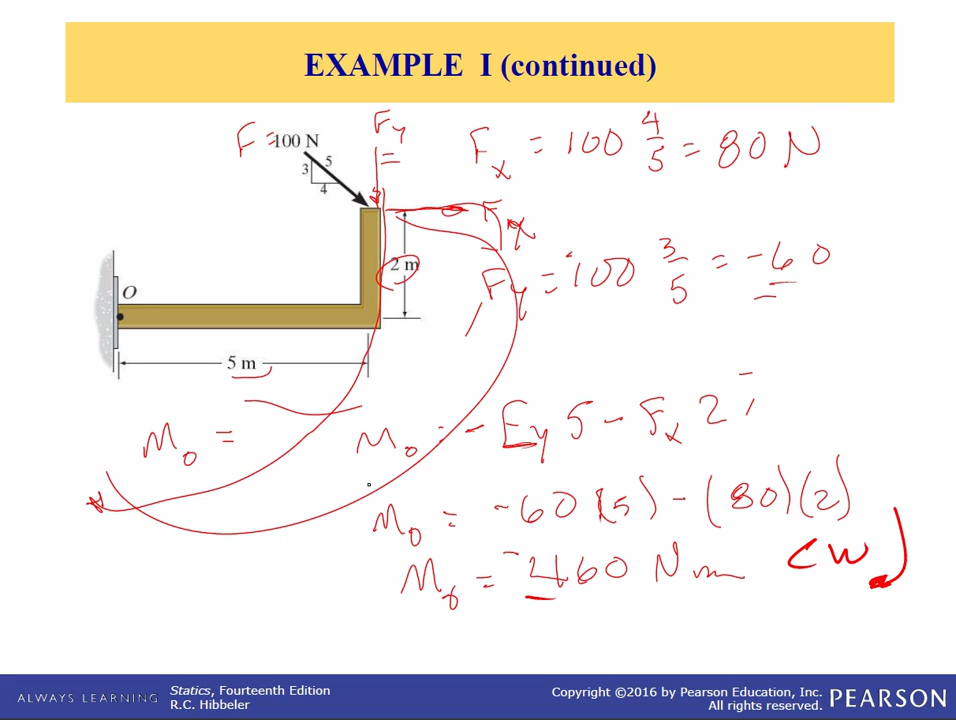 EXAMPLE I (continued)
F = 100 N
3 5
4
Fy
=
Fx = 100 4/5 = 80 N
Fx
2 m
Fy = 100 3/5 = -60
O
5 m
Mo =
Mo = - Fy 5 - Fx 2 =
Mo = -60 (5) - (80)(2)
Mo = -460 Nm CW
ALWAYS LEARNING
Statics, Fourteenth Edition
R.C. Hibbeler
Copyright ©2016 by Pearson Education, Inc.
All rights reserved.
PEARSON